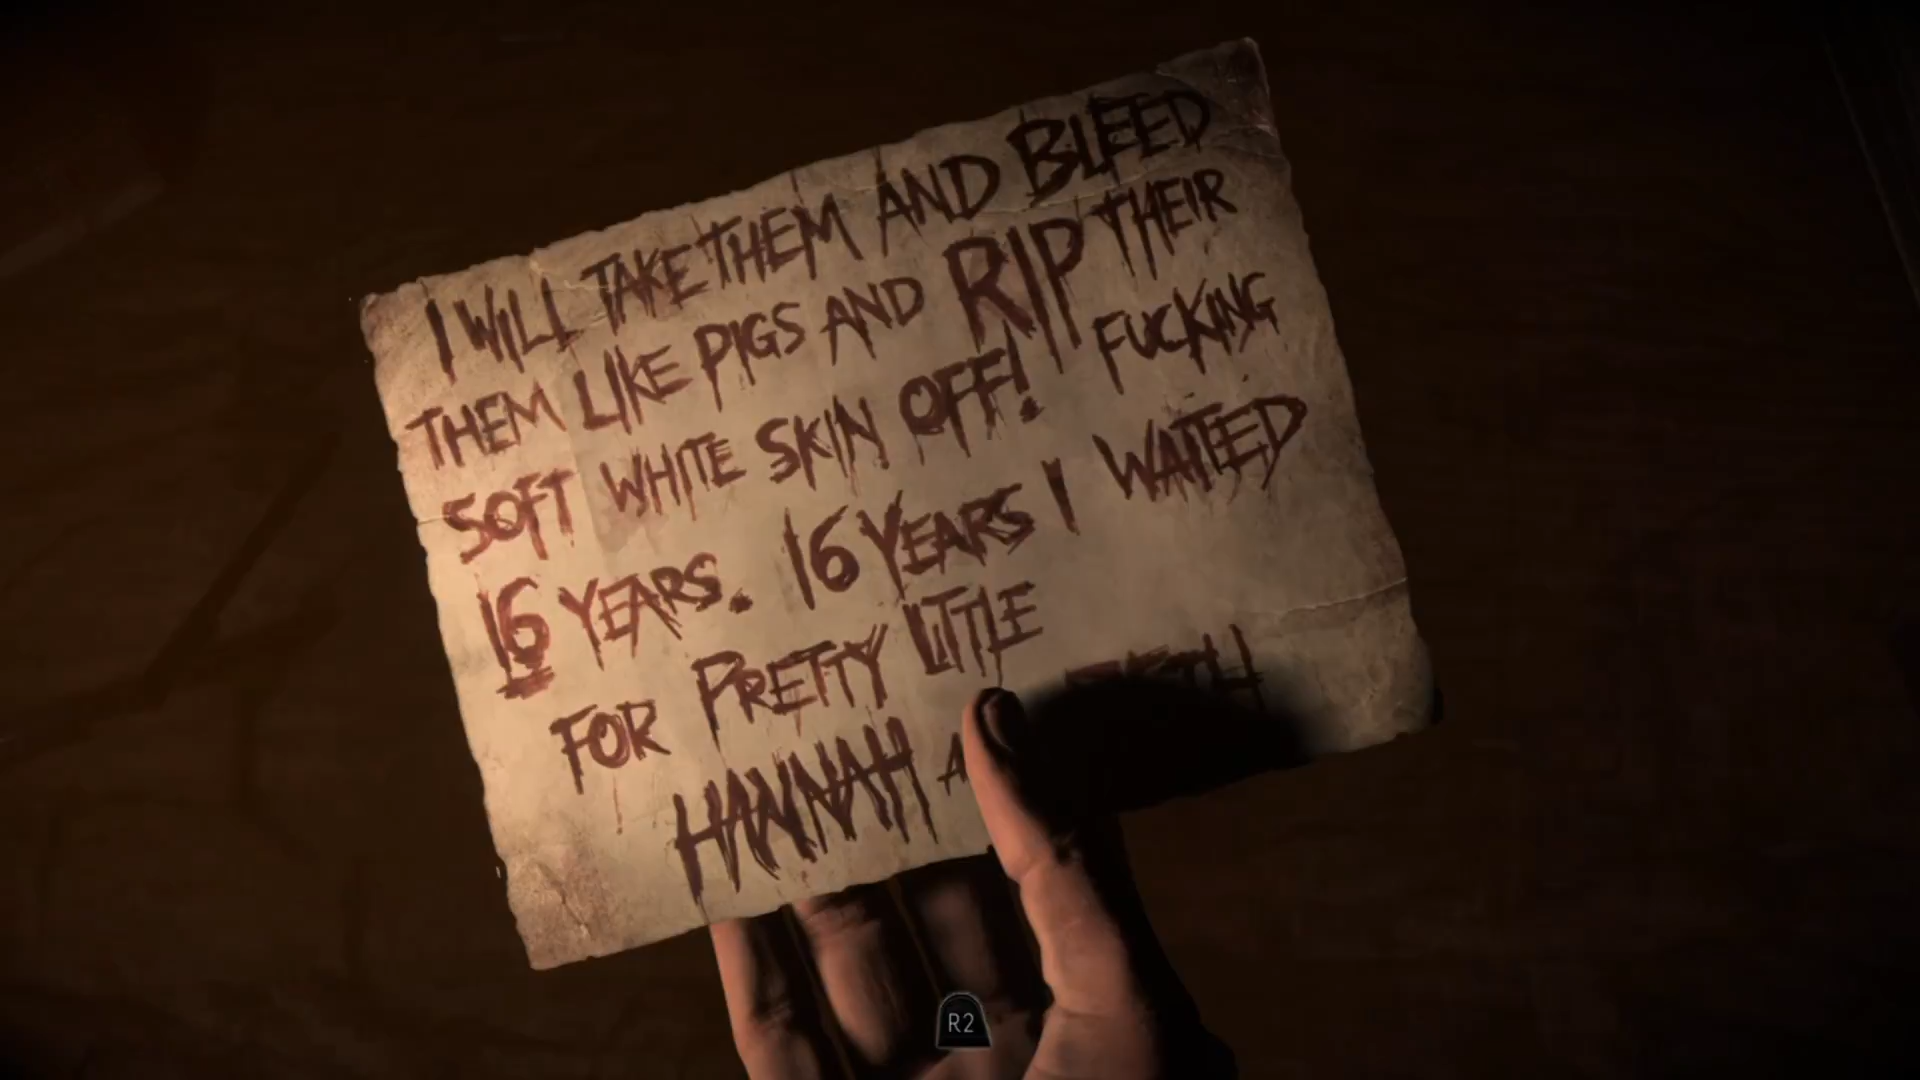 I WILL TAKE THEM AND BLEED
THEM LIKE PIGS AND RIP THEIR
SOFT WHITE SKIN OFF! FUCKING
16 YEARS. 16 YEARS I WAITED
FOR PRETTY LITTLE
HANNAH
R2